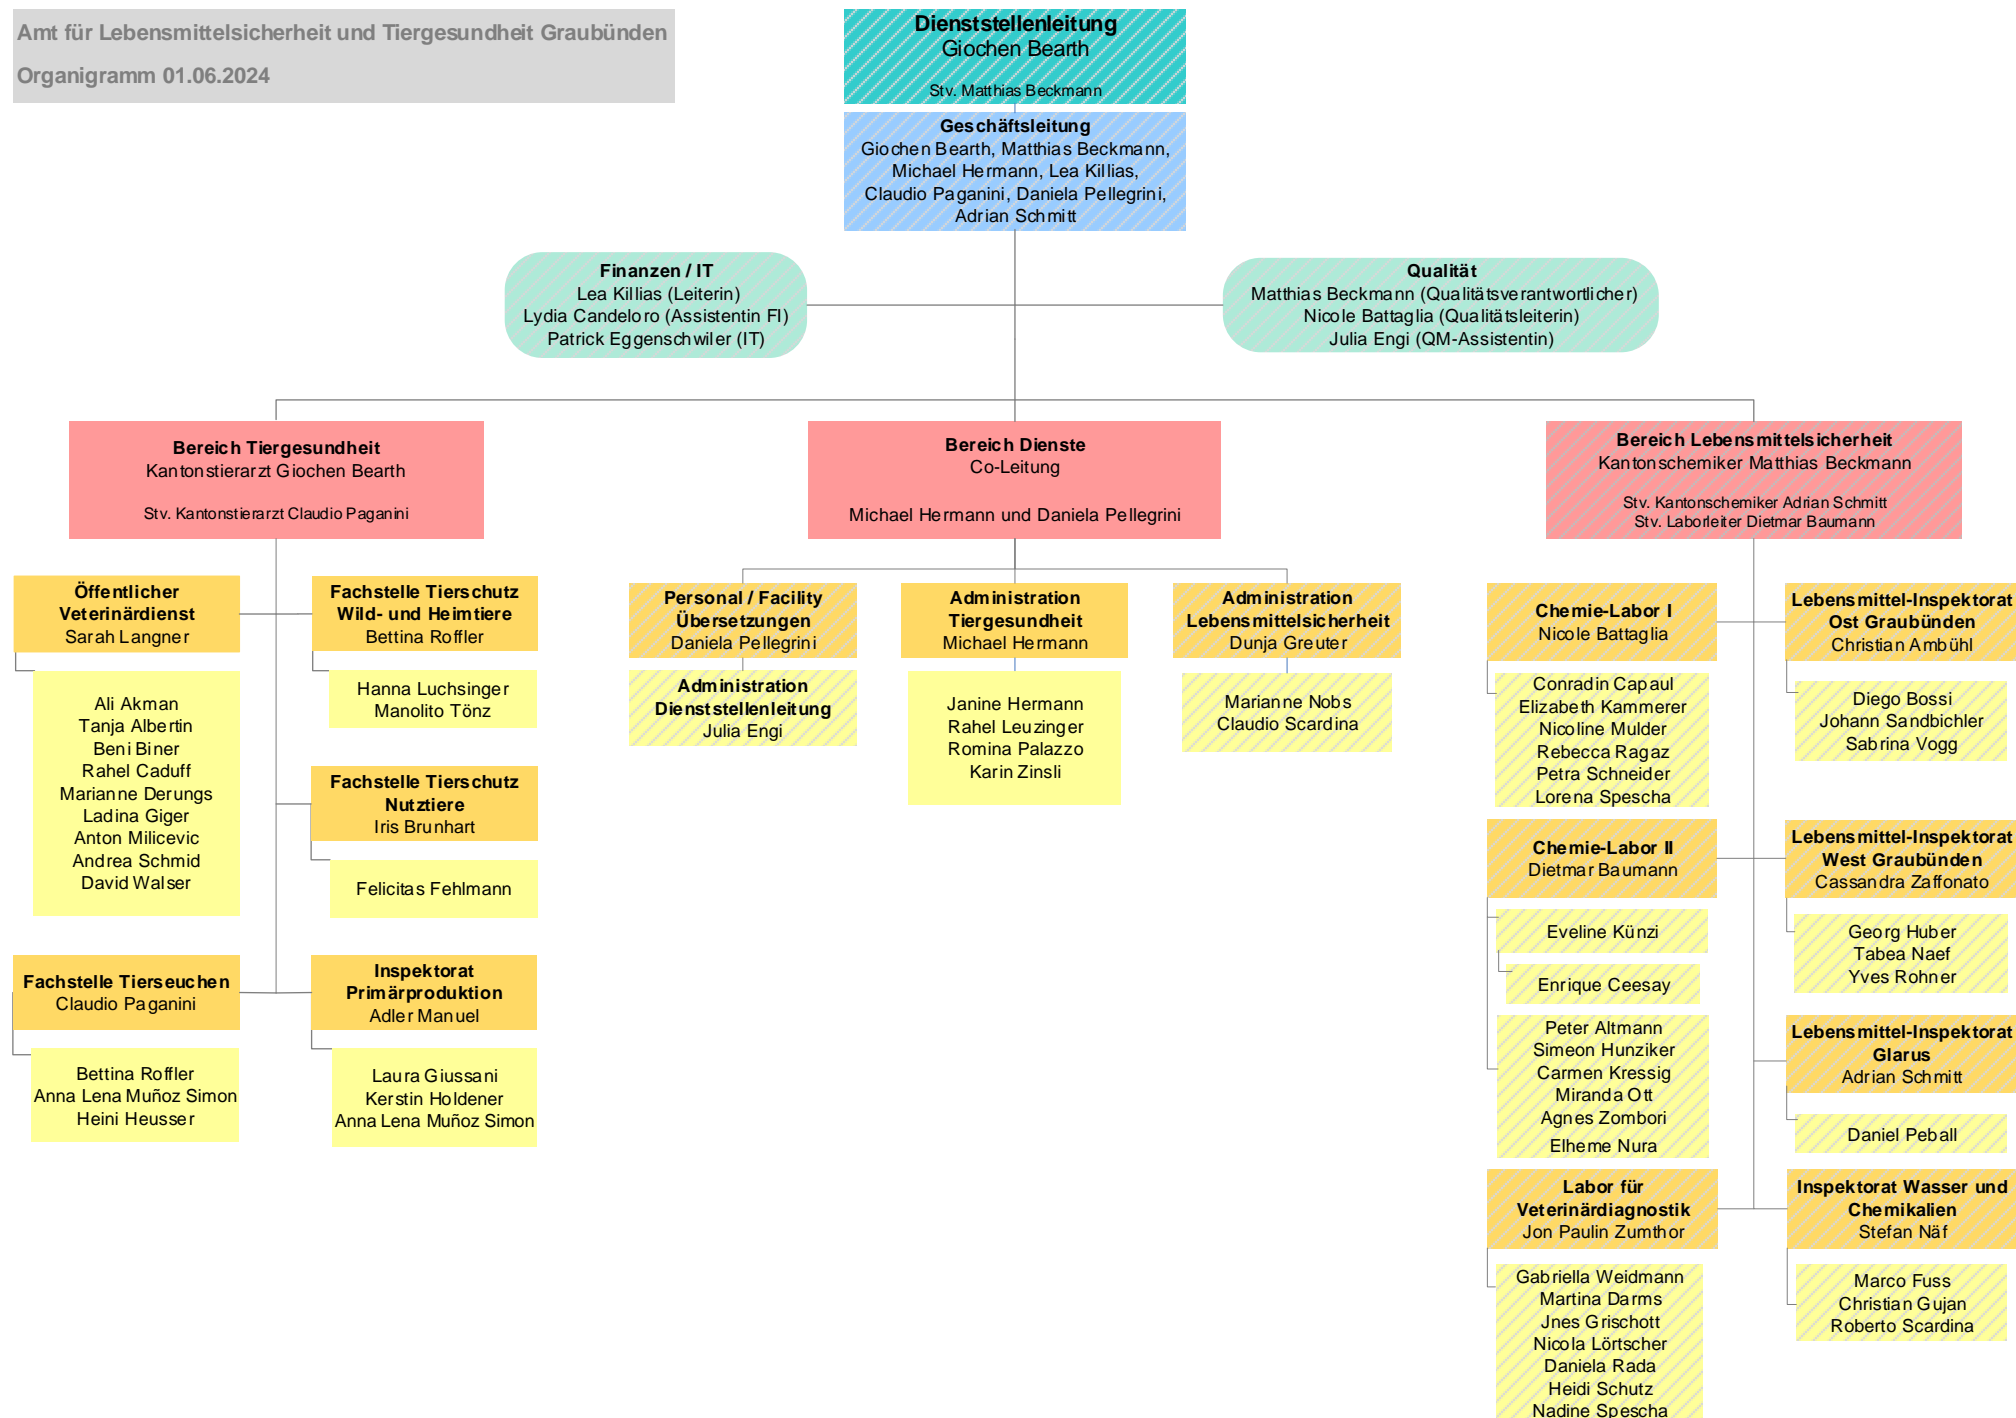 Amt für Lebensmittelsicherheit und Tiergesundheit Graubünden
Organigramm 01.06.2024
Dienststellenleitung
Giochen Bearth
Stv. Matthias Beckmann
Geschäftsleitung
Giochen Bearth, Matthias Beckmann,
Michael Hermann, Lea Killias,
Claudio Paganini, Daniela Pellegrini,
Adrian Schmitt
Finanzen / IT
Lea Killias (Leiterin)
Lydia Candeloro (Assistentin FI)
Patrick Eggenschwiler (IT)
Qualität
Matthias Beckmann (Qualitätsverantwortlicher)
Nicole Battaglia (Qualitätsleiterin)
Julia Engi (QM-Assistentin)
Bereich Tiergesundheit
Kantonstierarzt Giochen Bearth
Stv. Kantonstierarzt Claudio Paganini
Bereich Dienste
Co-Leitung
Michael Hermann und Daniela Pellegrini
Bereich Lebensmittelsicherheit
Kantonschemiker Matthias Beckmann
Stv. Kantonschemiker Adrian Schmitt
Stv. Laborleiter Dietmar Baumann
Öffentlicher
Veterinärdienst
Sarah Langner
Ali Akman
Tanja Albertin
Beni Biner
Rahel Caduff
Marianne Derungs
Ladina Giger
Anton Milicevic
Andrea Schmid
David Walser
Fachstelle Tierschutz
Wild- und Heimtiere
Bettina Roffler
Hanna Luchsinger
Manolito Tönz
Fachstelle Tierschutz
Nutztiere
Iris Brunhart
Felicitas Fehlmann
Fachstelle Tierseuchen
Claudio Paganini
Bettina Roffler
Anna Lena Muñoz Simon
Heini Heusser
Inspektorat
Primärproduktion
Adler Manuel
Laura Giussani
Kerstin Holdener
Anna Lena Muñoz Simon
Personal / Facility
Übersetzungen
Daniela Pellegrini
Administration
Dienststellenleitung
Julia Engi
Administration
Tiergesundheit
Michael Hermann
Janine Hermann
Rahel Leuzinger
Romina Palazzo
Karin Zinsli
Administration
Lebensmittelsicherheit
Dunja Greuter
Marianne Nobs
Claudio Scardina
Chemie-Labor I
Nicole Battaglia
Conradin Capaul
Elizabeth Kammerer
Nicoline Mulder
Rebecca Ragaz
Petra Schneider
Lorena Spescha
Chemie-Labor II
Dietmar Baumann
Eveline Künzi
Enrique Ceesay
Peter Altmann
Simeon Hunziker
Carmen Kressig
Miranda Ott
Agnes Zombori
Elheme Nura
Labor für
Veterinärdiagnostik
Jon Paulin Zumthor
Gabriella Weidmann
Martina Darms
Jnes Grischott
Nicola Lörtscher
Daniela Rada
Heidi Schutz
Nadine Spescha
Lebensmittel-Inspektorat
Ost Graubünden
Christian Ambühl
Diego Bossi
Johann Sandbichler
Sabrina Vogg
Lebensmittel-Inspektorat
West Graubünden
Cassandra Zaffonato
Georg Huber
Tabea Naef
Yves Rohner
Lebensmittel-Inspektorat
Glarus
Adrian Schmitt
Daniel Peball
Inspektorat Wasser und
Chemikalien
Stefan Näf
Marco Fuss
Christian Gujan
Roberto Scardina